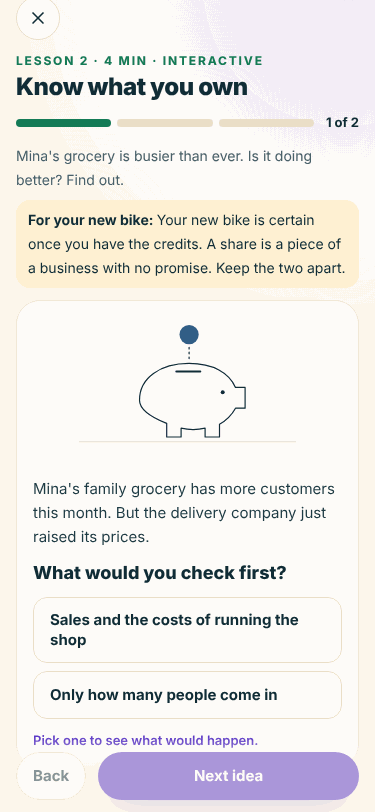 LESSON 2 · 4 MIN · INTERACTIVE
Know what you own
1 of 2
Mina's grocery is busier than ever. Is it doing
better? Find out.
For your new bike: Your new bike is certain
once you have the credits. A share is a piece of
a business with no promise. Keep the two apart.
Mina's family grocery has more customers
this month. But the delivery company just
raised its prices.
What would you check first?
Sales and the costs of running the
shop
Only how many people come in
Pick one to see what would happen.
Back
Next idea